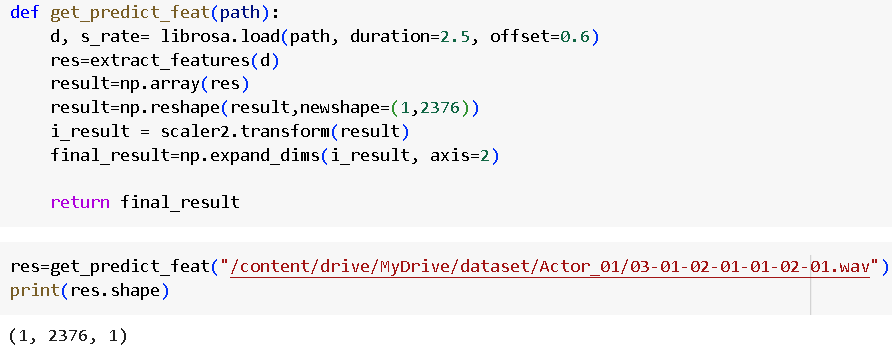 def get_predict_feat(path):
    d, s_rate= librosa.load(path, duration=2.5, offset=0.6)
    res=extract_features(d)
    result=np.array(res)
    result=np.reshape(result,newshape=(1,2376))
    i_result = scaler2.transform(result)
    final_result=np.expand_dims(i_result, axis=2)

    return final_result

res=get_predict_feat("/content/drive/MyDrive/dataset/Actor_01/03-01-02-01-01-02-01.wav")
print(res.shape)

(1, 2376, 1)